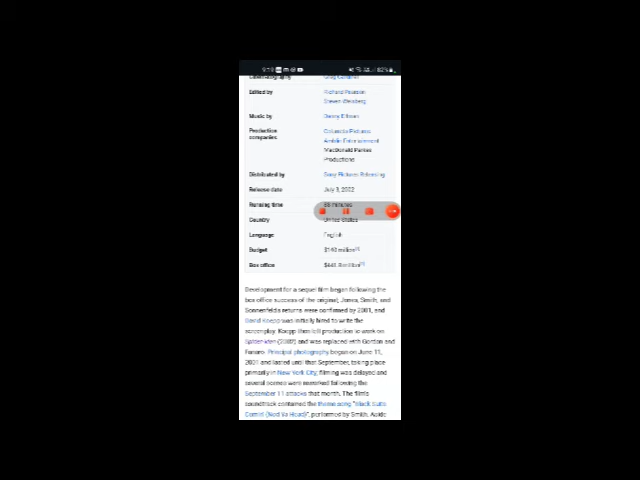 Cinematography Greg Gardiner
Edited by Richard Pearson
Steven Weisberg
Music by Danny Elfman
Production Columbia Pictures
companies Amblin Entertainment
MacDonald Parkes
Productions
Distributed by Sony Pictures Releasing
Release date July 3, 2002
Running time 88 minutes
Country United States
Language English
Budget $140 million
Box office
Development for a sequel film began following the
box office success of the original; Jones, Smith, and
Sonnenfeld's returns were confirmed by 2001, and
David Koepp was initially hired to write the
screenplay. Koepp then left production to work on
Spider-Man (2002) and was replaced with Gordon and
Fanaro. Principal photography began on June 11,
2001 and lasted until that September, taking place
primarily in New York City; filming was delayed and
several scenes were reworked following the
September 11 attacks that month. The film's
soundtrack contained the theme song "Black Suits
Comin' (Nod Ya Head)", performed by Smith. Aside